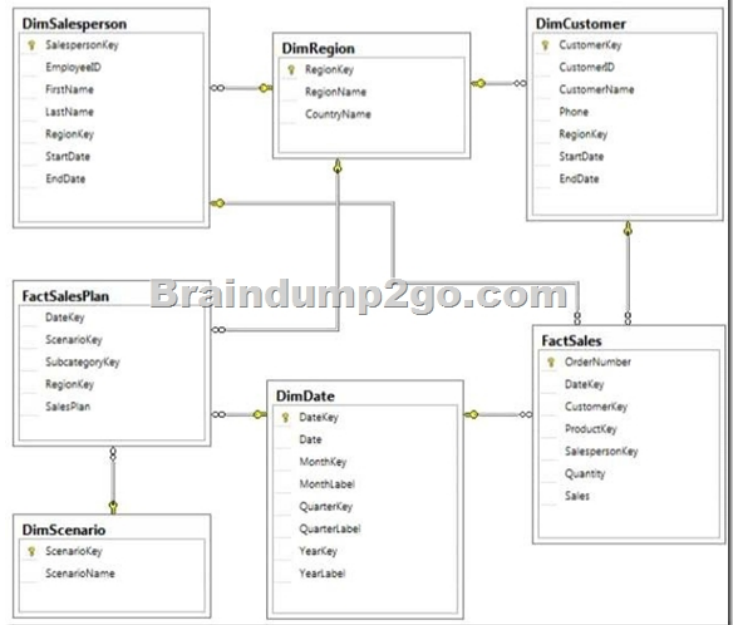 DimSalesperson
SalespersonKey
EmployeeID
FirstName
LastName
RegionKey
StartDate
EndDate
DimRegion
RegionKey
RegionName
CountryName
DimCustomer
CustomerKey
CustomerID
CustomerName
Phone
RegionKey
StartDate
EndDate
Braindump2go.com
FactSalesPlan
DateKey
ScenarioKey
SubcategoryKey
RegionKey
SalesPlan
DimDate
DateKey
Date
MonthKey
MonthLabel
QuarterKey
QuarterLabel
YearKey
YearLabel
FactSales
OrderNumber
DateKey
CustomerKey
ProductKey
SalespersonKey
Quantity
Sales
DimScenario
ScenarioKey
ScenarioName